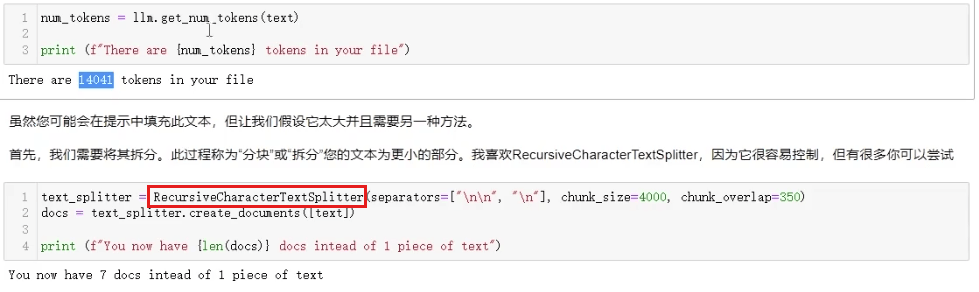 1 num_tokens = llm.get_num_tokens(text)
2
3 print (f"There are {num_tokens} tokens in your file")
There are 14041 tokens in your file
虽然您可能会在提示中填充此文本，但让我们假设它太大并且需要另一种方法。
首先，我们需要将其拆分。此过程称为“分块”或“拆分”您的文本为更小的部分。我喜欢RecursiveCharacterTextSplitter，因为它很容易控制，但有很多你可以尝试
1 text_splitter = RecursiveCharacterTextSplitter(separators=["\n\n", "\n"], chunk_size=4000, chunk_overlap=350)
2 docs = text_splitter.create_documents([text])
3
4 print (f"You now have {len(docs)} docs intead of 1 piece of text")
You now have 7 docs intead of 1 piece of text